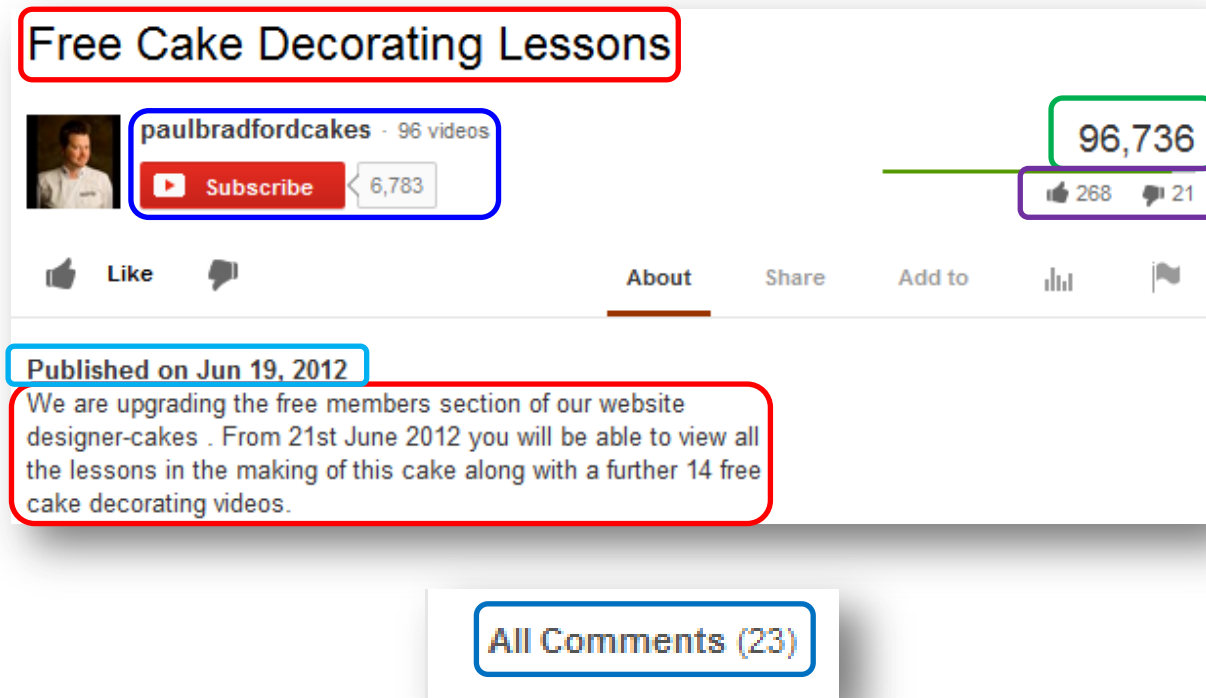 Free Cake Decorating Lessons
paulbradfordcakes · 96 videos
Subscribe 6,783
96,736
268 21
Like About Share Add to
Published on Jun 19, 2012
We are upgrading the free members section of our website
designer-cakes . From 21st June 2012 you will be able to view all
the lessons in the making of this cake along with a further 14 free
cake decorating videos.
All Comments (23)